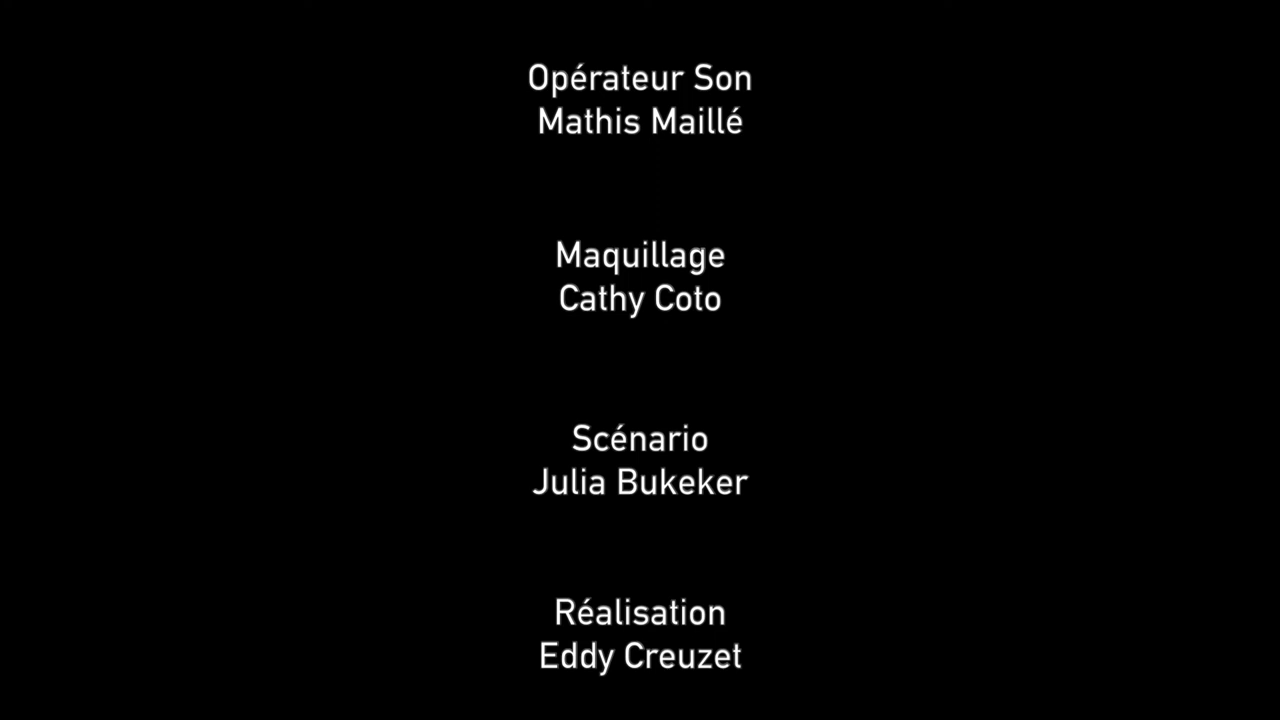 Opérateur Son
Mathis Maillé
Maquillage
Cathy Coto
Scénario
Julia Bukeker
Réalisation
Eddy Creuzet